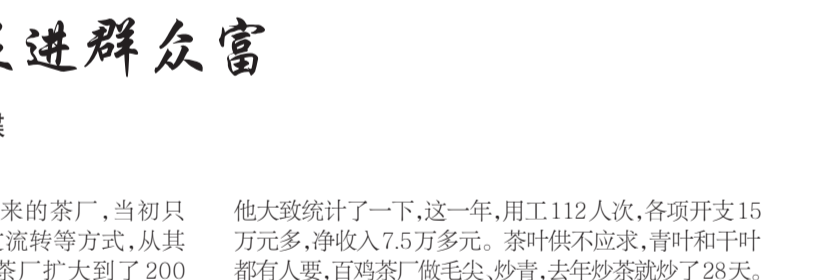 进群众富
来的茶厂,当初只
流转等方式,从其
茶厂扩大到了200
他大致统计了一下,这一年,用工112人次,各项开支15
万元多,净收入7.5万多元。茶叶供不应求,青叶和干叶
都有人要,百鸡茶厂做毛尖、炒青,去年炒茶就炒了28天。